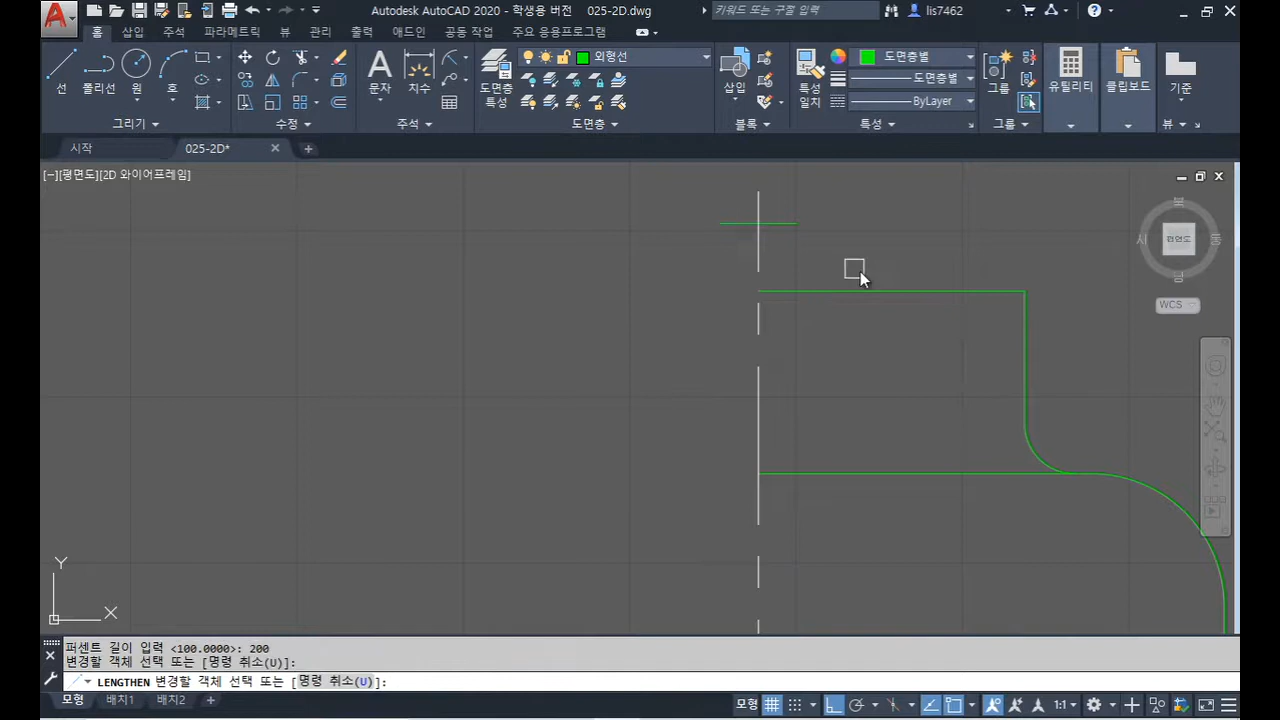 Autodesk AutoCAD 2020 - 학생용 버전 025-2D.dwg
키워드 또는 구절 입력
lis7462
홈 삽입 주석 파라메트릭 뷰 관리 출력 애드인 공동 작업 주요 응용프로그램
외형선
도면층별
도면층별
ByLayer
선 폴리선 원 호
문자 치수
도면층 특성
삽입
특성 일치
그룹
유틸리티
클립보드
기준
그리기 수정 주석 도면층 블록 특성 그룹 뷰
시작 025-2D*
[−][평면도][2D 와이어프레임]
북
평면도
동
남
WCS
Y
X
퍼센트 길이 입력 <100.0000>: 200
변경할 객체 선택 또는 [명령 취소(U)]:
LENGTHEN 변경할 객체 선택 또는 [명령 취소(U)]:
모형 배치1 배치2
모형 1:1